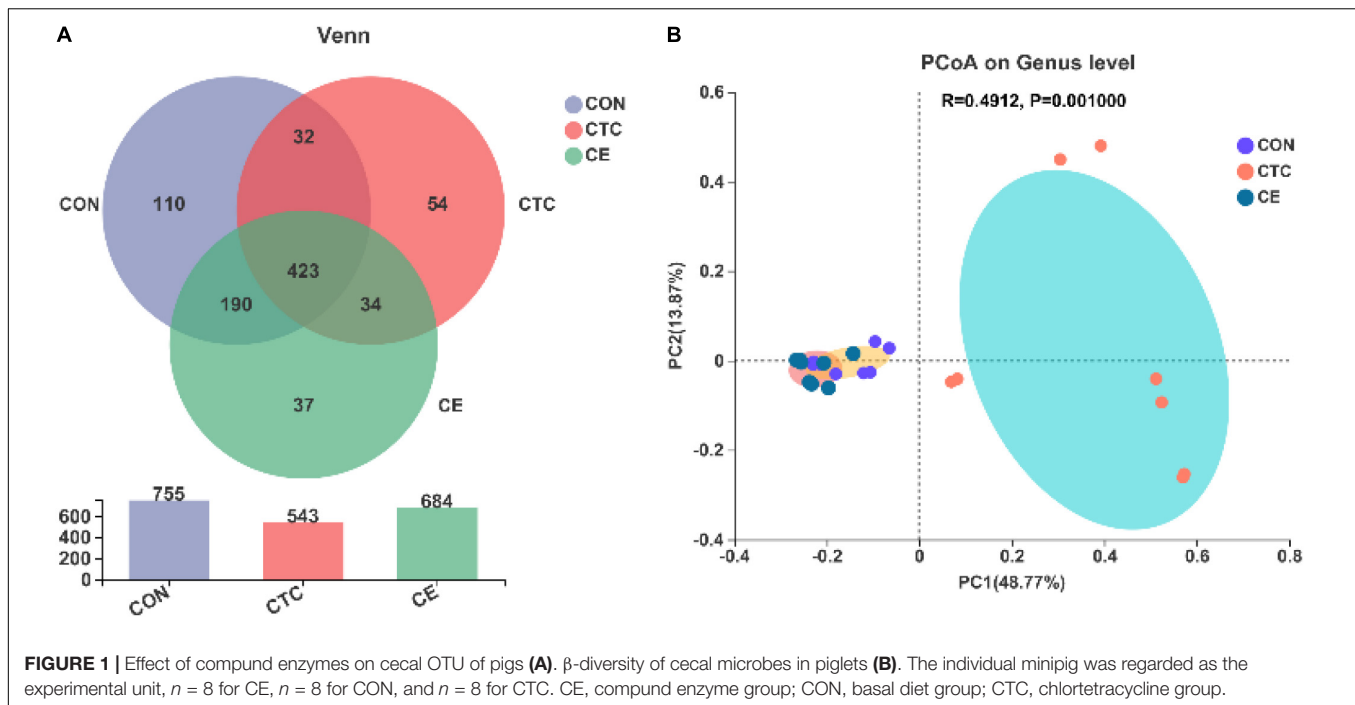 A
Venn
CON
CTC
CE
32
CON
110
54
CTC
423
190
34
37
CE
755
543
684
600
400
200
0
CON
CTC
CE
B
PCoA on Genus level
R=0.4912, P=0.001000
CON
CTC
CE
0.6
0.4
0.2
0
-0.2
-0.4
PC2(13.87%)
-0.4
-0.2
0
0.2
0.4
0.6
0.8
PC1(48.77%)
FIGURE 1 | Effect of compund enzymes on cecal OTU of pigs (A). β-diversity of cecal microbes in piglets (B). The individual minipig was regarded as the
experimental unit, n = 8 for CE, n = 8 for CON, and n = 8 for CTC. CE, compund enzyme group; CON, basal diet group; CTC, chlortetracycline group.